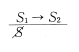 S₁ → S₂
S̸